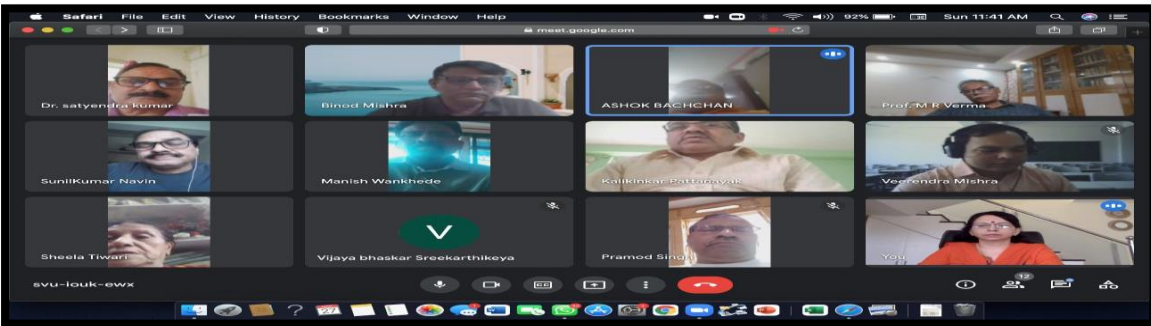 Safari File Edit View History Bookmarks Window Help 92% Sun 11:41 AM
meet.google.com
Dr. satyendra kumar
Binod Mishra
ASHOK BACHCHAN
Prof. M R Verma
SunilKumar Navin
Manish Wankhede
Kalikinkar Pattanayak
Veerendra Mishra
Sheela Tiwari
V
Vijaya bhaskar Sreekarthikeya
Pramod Singh
You
svu-iouk-ewx
CC
12